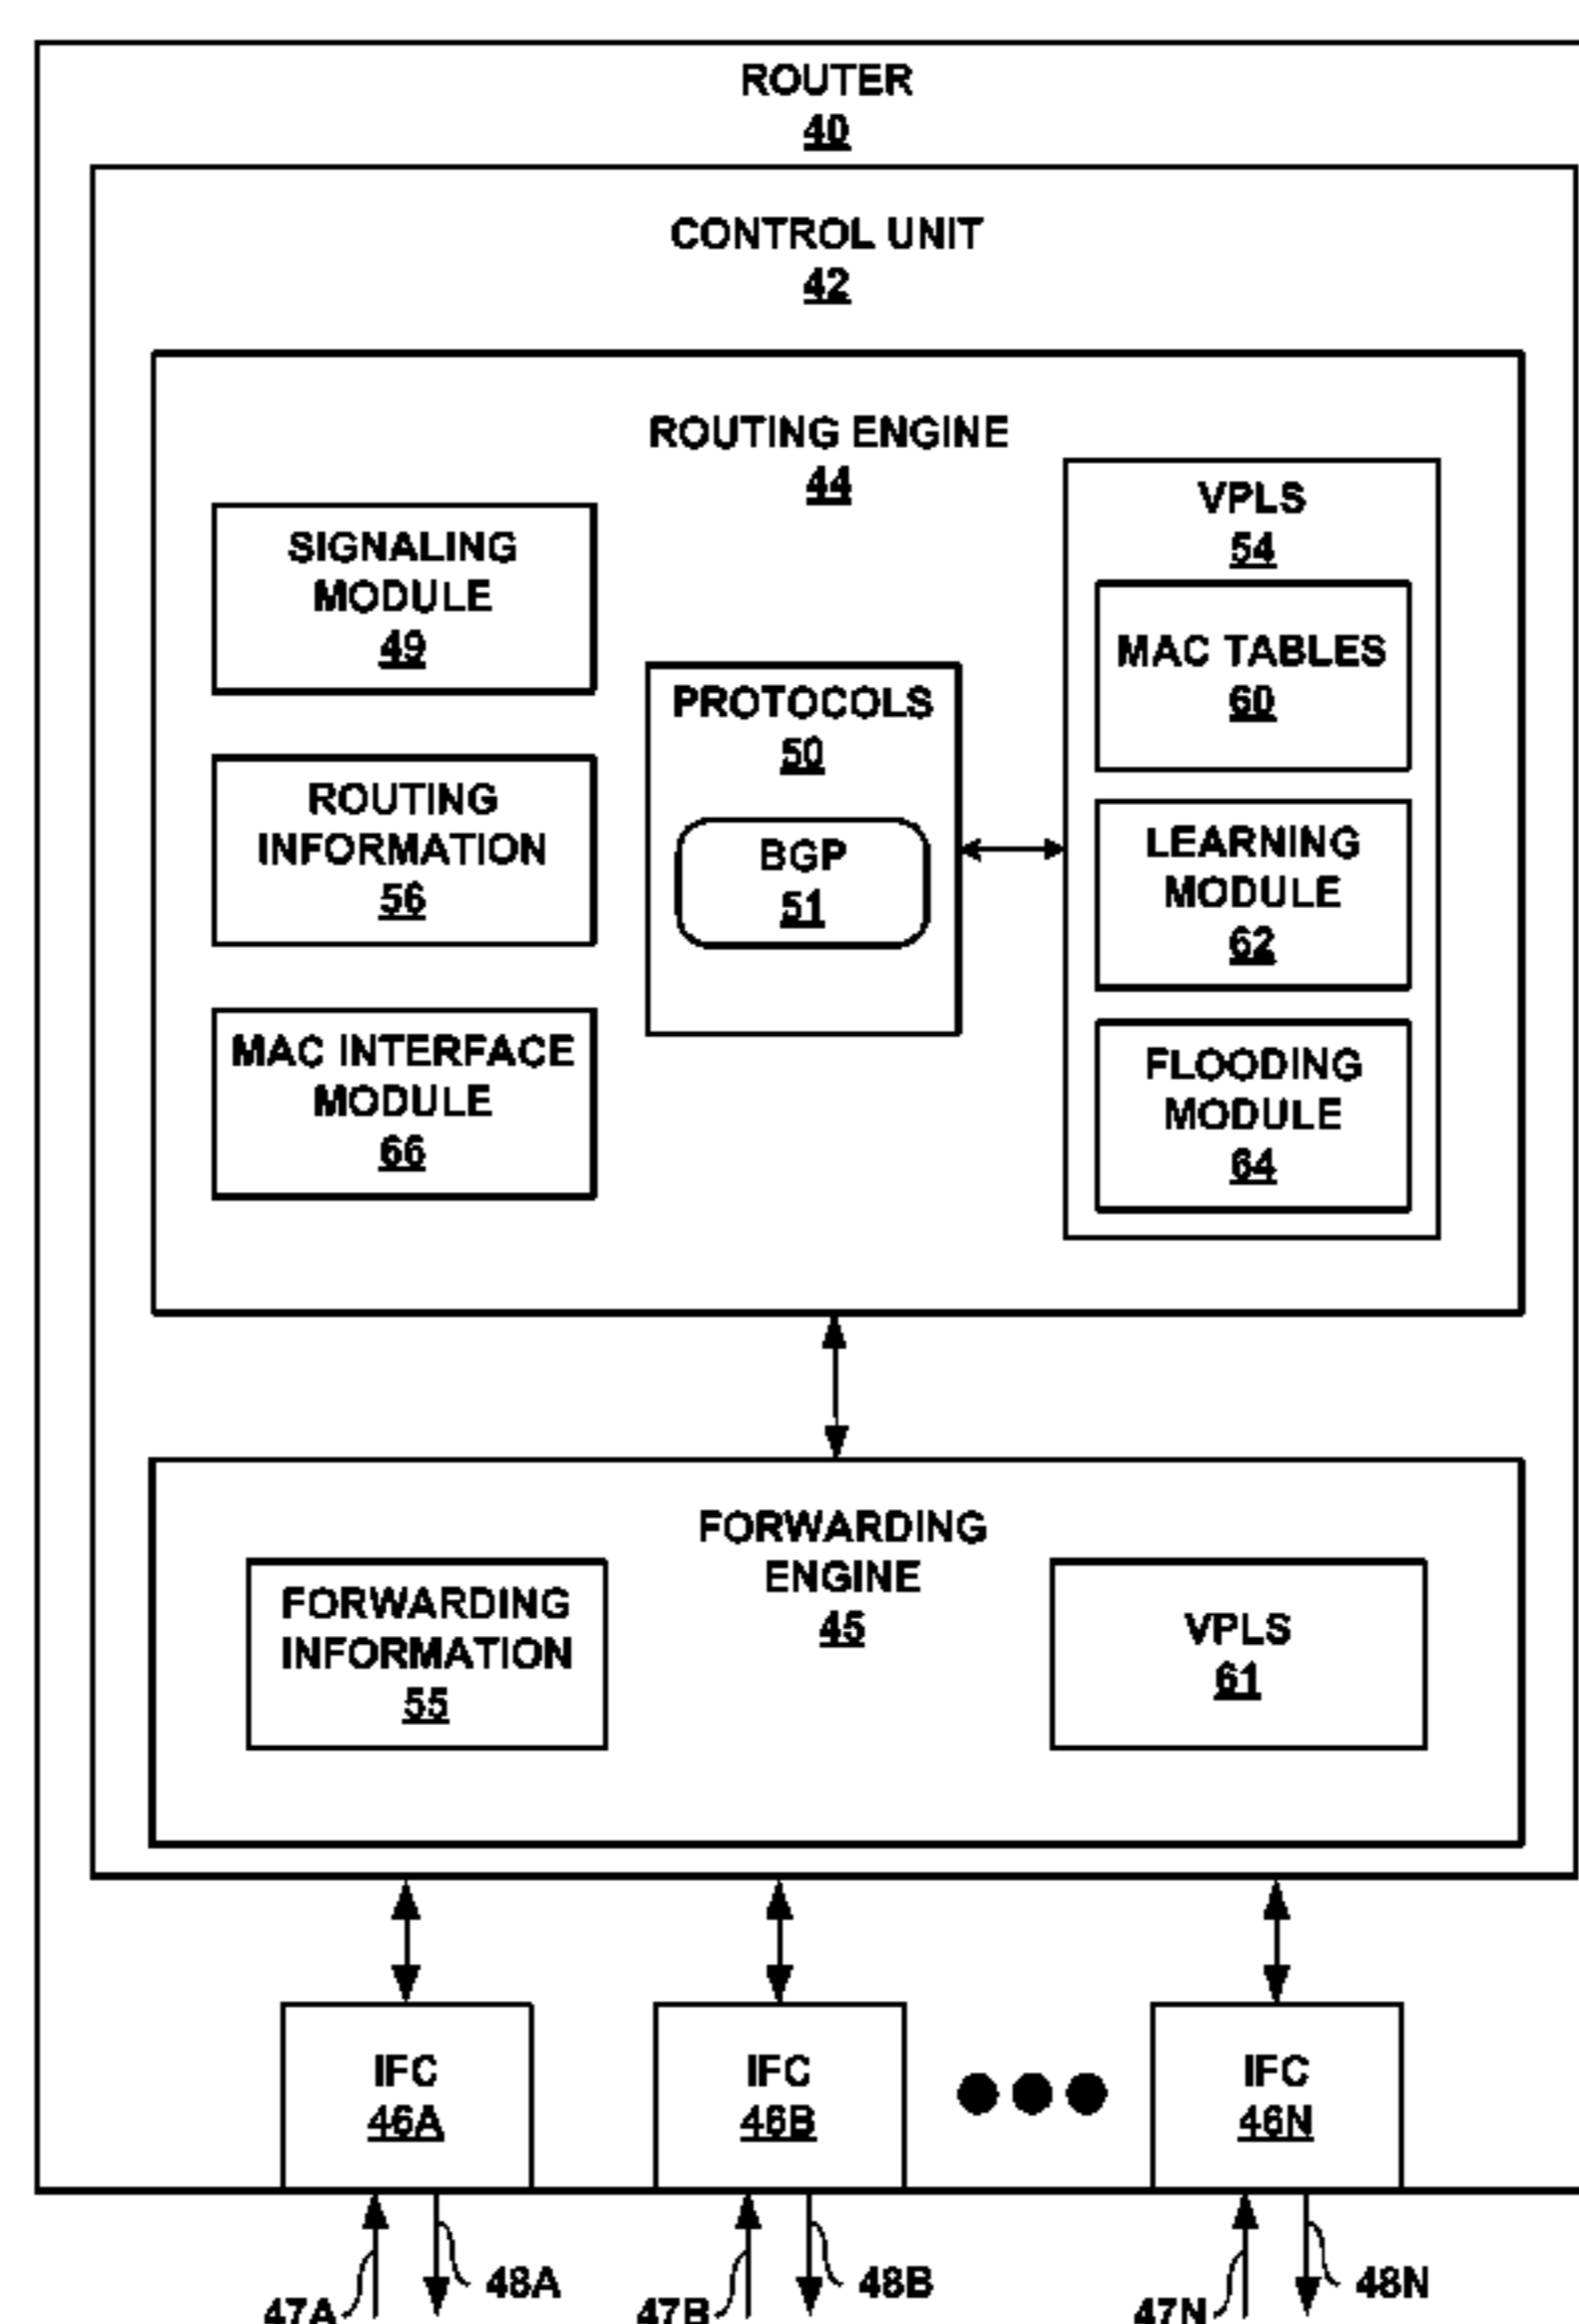 ROUTER
40
CONTROL UNIT
42
ROUTING ENGINE
44
SIGNALING
MODULE
49
ROUTING
INFORMATION
56
MAC INTERFACE
MODULE
66
PROTOCOLS
50
BGP
51
VPLS
54
MAC TABLES
60
LEARNING
MODULE
62
FLOODING
MODULE
64
FORWARDING
ENGINE
45
FORWARDING
INFORMATION
55
VPLS
61
IFC
46A
IFC
46B
IFC
46N
47A
48A
47B
48B
47N
48N